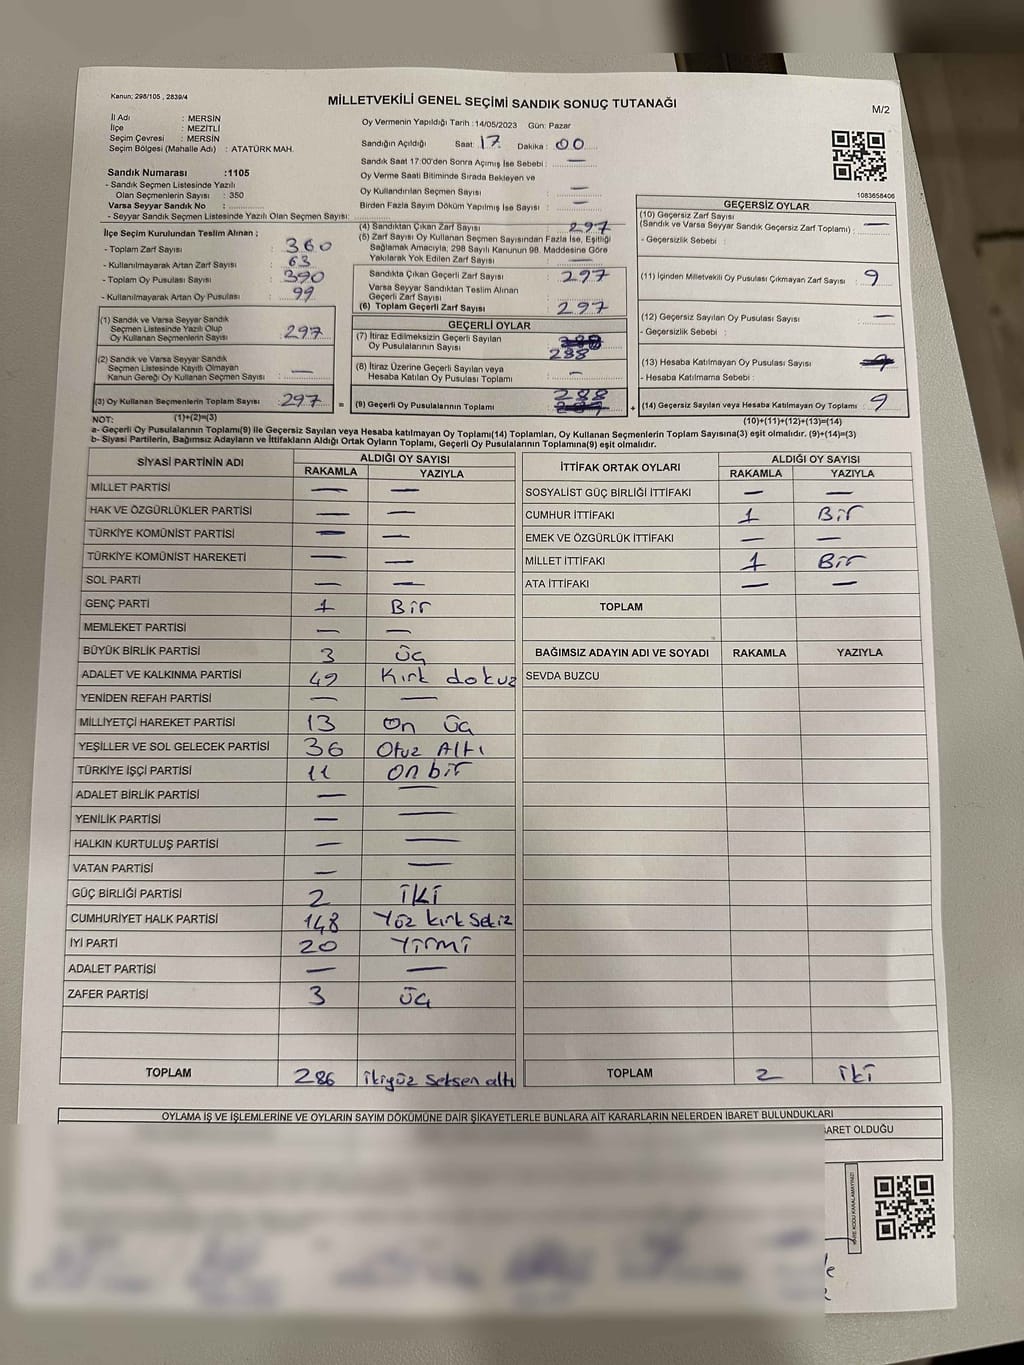 Kanun; 298/105 , 2839/4
MİLLETVEKİLİ GENEL SEÇİMİ SANDIK SONUÇ TUTANAĞI
M/2
İl Adı : MERSİN
İlçe : MEZİTLİ
Seçim Çevresi : MERSİN
Seçim Bölgesi (Mahalle Adı) : ATATÜRK MAH.
Sandık Numarası :1105
- Sandık Seçmen Listesinde Yazılı
Olan Seçmenlerin Sayısı : 350
Varsa Seyyar Sandık No :
- Seyyar Sandık Seçmen Listesinde Yazılı Olan Seçmen Sayısı:
Oy Vermenin Yapıldığı Tarih :14/05/2023 Gün: Pazar
Sandığın Açıldığı Saat: 17 Dakika : 00
Sandık Saat 17:00'den Sonra Açımış İse Sebebi : —
Oy Verme Saati Bitiminde Sırada Bekleyen ve
Oy Kullandırılan Seçmen Sayısı : —
Birden Fazla Sayım Döküm Yapılmış İse Sayısı : —
1083658406
İlçe Seçim Kurulundan Teslim Alınan ;
- Toplam Zarf Sayısı : 360
- Kullanılmayarak Artan Zarf Sayısı : 63
- Toplam Oy Pusulası Sayısı : 390
- Kullanılmayarak Artan Oy Pusulası : 99
(1) Sandık ve Varsa Seyyar Sandık
Seçmen Listesinde Yazılı Olup
Oy Kullanan Seçmenlerin Sayısı : 297
(2) Sandık ve Varsa Seyyar Sandık
Seçmen Listesinde Kayıtlı Olmayan
Kanun Gereği Oy Kullanan Seçmen Sayısı : —
(3) Oy Kullanan Seçmenlerin Toplam Sayısı : 297
(4) Sandıktan Çıkan Zarf Sayısı : 297
(5) Zarf Sayısı Oy Kullanan Seçmen Sayısından Fazla İse, Eşitliği
Sağlamak Amacıyla, 298 Sayılı Kanunun 98. Maddesine Göre
Yakılarak Yok Edilen Zarf Sayısı : —
Sandıkta Çıkan Geçerli Zarf Sayısı : 297
Varsa Seyyar Sandıktan Teslim Alınan
Geçerli Zarf Sayısı :
(6) Toplam Geçerli Zarf Sayısı : 297
GEÇERLİ OYLAR
(7) İtiraz Edilmeksizin Geçerli Sayılan
Oy Pusulalarının Sayısı : 288
(8) İtiraz Üzerine Geçerli Sayılan veya
Hesaba Katılan Oy Pusulası Toplamı : —
= (9) Geçerli Oy Pusulalarının Toplamı : 288
GEÇERSİZ OYLAR
(10) Geçersiz Zarf Sayısı
(Sandık ve Varsa Seyyar Sandık Geçersiz Zarf Toplamı) : —
- Geçersizlik Sebebi :
(11) İçinden Milletvekili Oy Pusulası Çıkmayan Zarf Sayısı : 9
(12) Geçersiz Sayılan Oy Pusulası Sayısı : —
- Geçersizlik Sebebi :
(13) Hesaba Katılmayan Oy Pusulası Sayısı :
- Hesaba Katılmama Sebebi :
+ (14) Geçersiz Sayılan veya Hesaba Katılmayan Oy Toplamı : 9
NOT: (1)+(2)=(3) (10)+(11)+(12)+(13)=(14)
a- Geçerli Oy Pusulalarının Toplamı(9) ile Geçersiz Sayılan veya Hesaba katılmayan Oy Toplamı(14) Toplamları, Oy Kullanan Seçmenlerin Toplam Sayısına(3) eşit olmalıdır. (9)+(14)=(3)
b- Siyasi Partilerin, Bağımsız Adayların ve İttifakların Aldığı Ortak Oyların Toplamı, Geçerli Oy Pusulalarının Toplamına(9) eşit olmalıdır.
SİYASİ PARTİNİN ADI ALDIĞI OY SAYISI
RAKAMLA YAZIYLA
MİLLET PARTİSİ — —
HAK VE ÖZGÜRLÜKLER PARTİSİ — —
TÜRKİYE KOMÜNİST PARTİSİ — —
TÜRKİYE KOMÜNİST HAREKETİ — —
SOL PARTİ — —
GENÇ PARTİ 1 Bir
MEMLEKET PARTİSİ — —
BÜYÜK BİRLİK PARTİSİ 3 Üç
ADALET VE KALKINMA PARTİSİ 49 Kırk dokuz
YENİDEN REFAH PARTİSİ — —
MİLLİYETÇİ HAREKET PARTİSİ 13 On Üç
YEŞİLLER VE SOL GELECEK PARTİSİ 36 Otuz Altı
TÜRKİYE İŞÇİ PARTİSİ 11 On bir
ADALET BİRLİK PARTİSİ — —
YENİLİK PARTİSİ — —
HALKIN KURTULUŞ PARTİSİ — —
VATAN PARTİSİ — —
GÜÇ BİRLİĞİ PARTİSİ 2 İki
CUMHURİYET HALK PARTİSİ 148 Yüz kırk Sekiz
İYİ PARTİ 20 Yirmi
ADALET PARTİSİ — —
ZAFER PARTİSİ 3 Üç
TOPLAM 286 İkiyüz Seksen altı
İTTİFAK ORTAK OYLARI ALDIĞI OY SAYISI
RAKAMLA YAZIYLA
SOSYALİST GÜÇ BİRLİĞİ İTTİFAKI — —
CUMHUR İTTİFAKI 1 Bir
EMEK VE ÖZGÜRLÜK İTTİFAKI — —
MİLLET İTTİFAKI 1 Bir
ATA İTTİFAKI — —
TOPLAM
BAĞIMSIZ ADAYIN ADI VE SOYADI RAKAMLA YAZIYLA
SEVDA BUZCU
TOPLAM 2 İki
OYLAMA İŞ VE İŞLEMLERİNE VE OYLARIN SAYIM DÖKÜMÜNE DAİR ŞİKAYETLERLE BUNLARA AİT KARARLARIN NELERDEN İBARET BULUNDUKLARI
BARET OLDUĞU